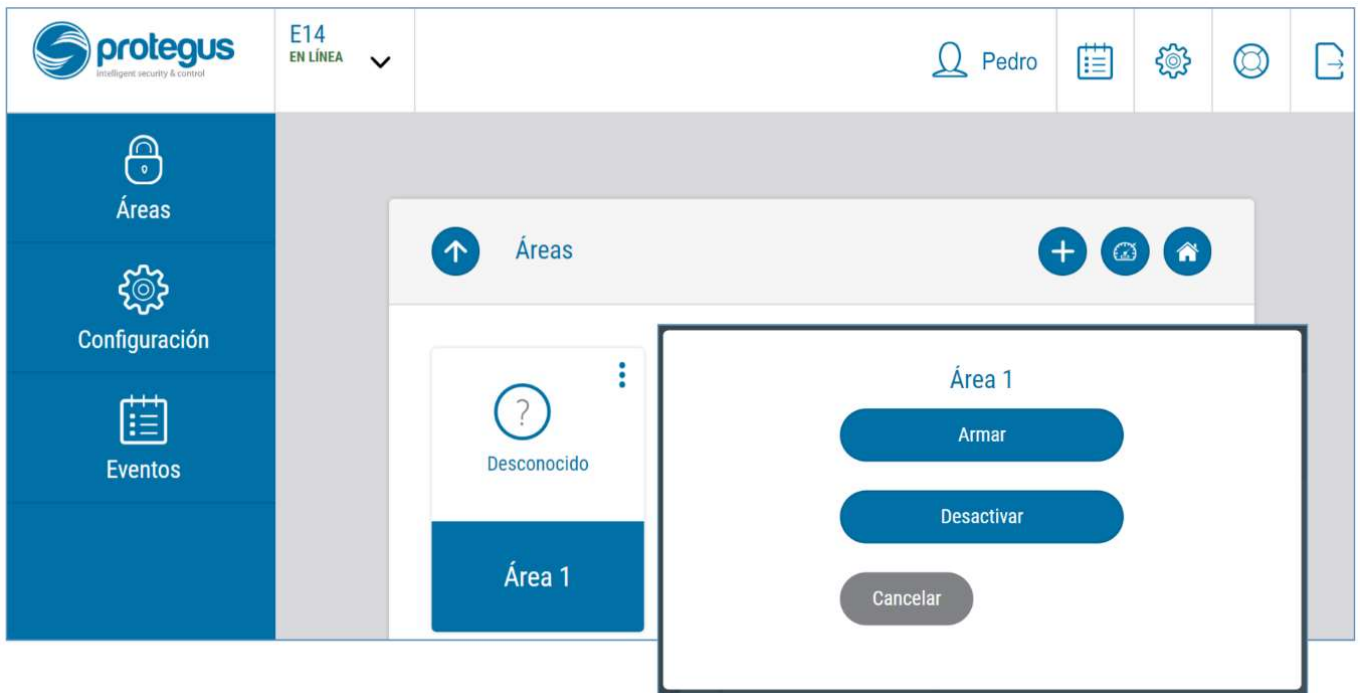 protegus
intelligent security & control
E14
EN LÍNEA
Pedro
Áreas
Configuración
Eventos
Áreas
?
Desconocido
Área 1
Área 1
Armar
Desactivar
Cancelar